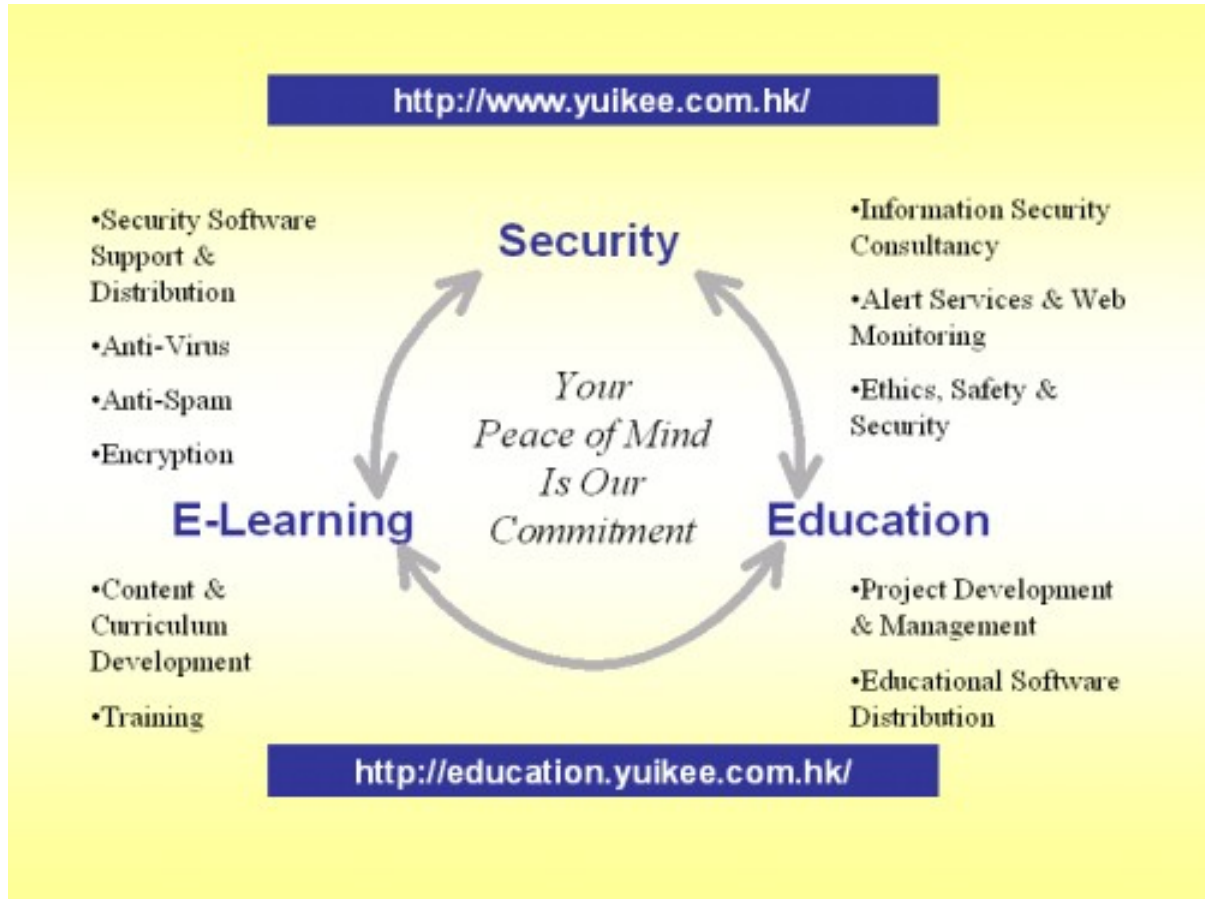 http://www.yuikee.com.hk/
•Security Software
Support &
Distribution
•Anti-Virus
•Anti-Spam
•Encryption
Security
•Information Security
Consultancy
•Alert Services & Web
Monitoring
•Ethics, Safety &
Security
Your
Peace of Mind
Is Our
Commitment
E-Learning
Education
•Content &
Curriculum
Development
•Training
•Project Development
& Management
•Educational Software
Distribution
http://education.yuikee.com.hk/